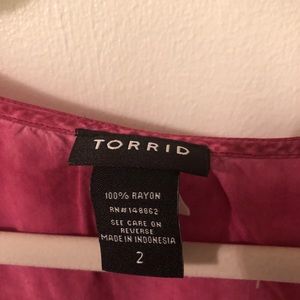 TORRID
100% RAYON
RN# 148662
SEE CARE ON
REVERSE
MADE IN INDONESIA
2